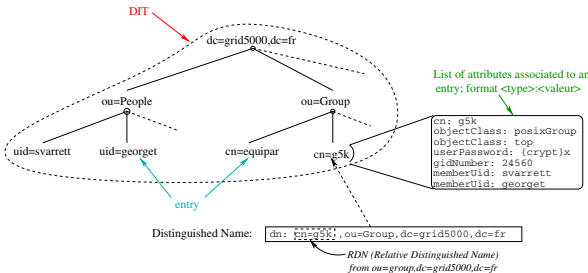 DIT
dc=grid5000,dc=fr
List of attributes associated to an
entry; format <type>:<valeur>
ou=People
ou=Group
cn: g5k
objectClass: posixGroup
objectClass: top
userPassword: {crypt}x
gidNumber: 24560
memberUid: svarrett
memberUid: georget
uid=svarrett
uid=georget
cn=equipar
cn=g5k
entry
Distinguished Name:
dn: cn=g5k ,ou=Group,dc=grid5000,dc=fr
RDN (Relative Distinguished Name)
from ou=group,dc=grid5000,dc=fr